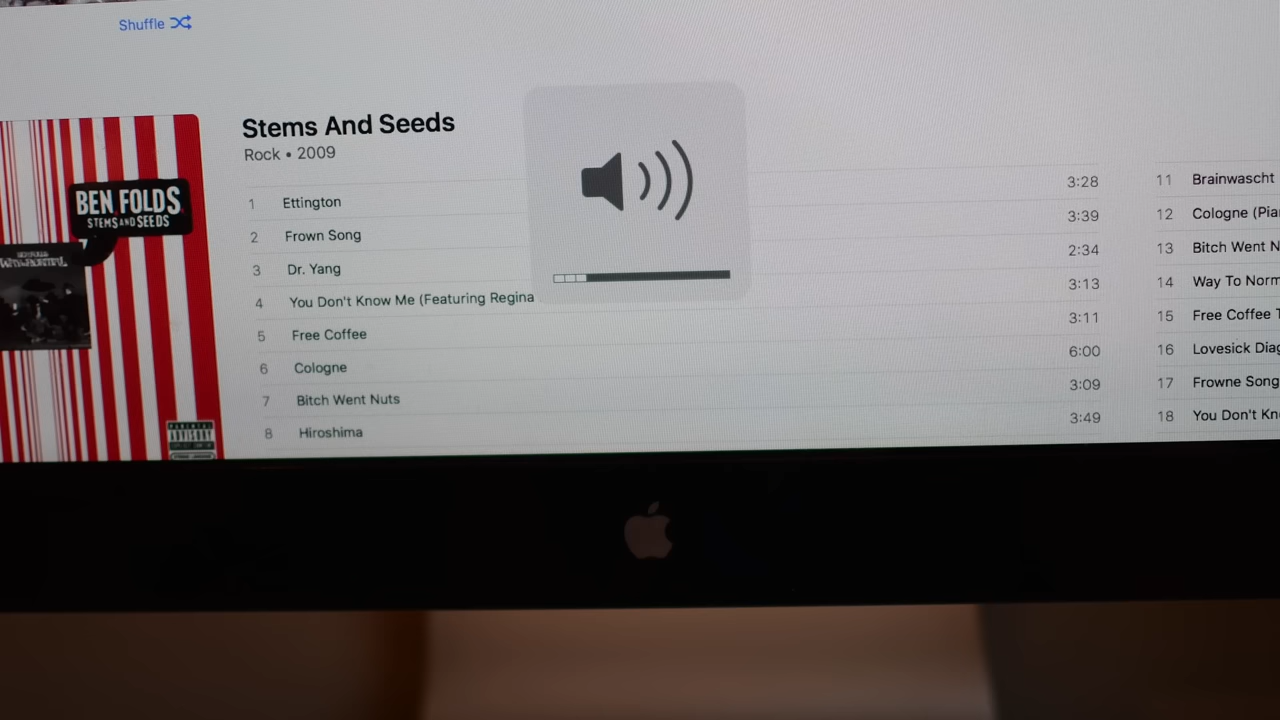 Shuffle
Stems And Seeds
Rock • 2009
BEN FOLDS
STEMS AND SEEDS
PARENTAL
ADVISORY
1 Ettington 3:28
2 Frown Song 3:39
3 Dr. Yang 2:34
4 You Don't Know Me (Featuring Regina 3:13
5 Free Coffee 3:11
6 Cologne 6:00
7 Bitch Went Nuts 3:09
8 Hiroshima 3:49
11 Brainwascht
12 Cologne (Pia
13 Bitch Went N
14 Way To Norm
15 Free Coffee T
16 Lovesick Diag
17 Frowne Song
18 You Don't Kn